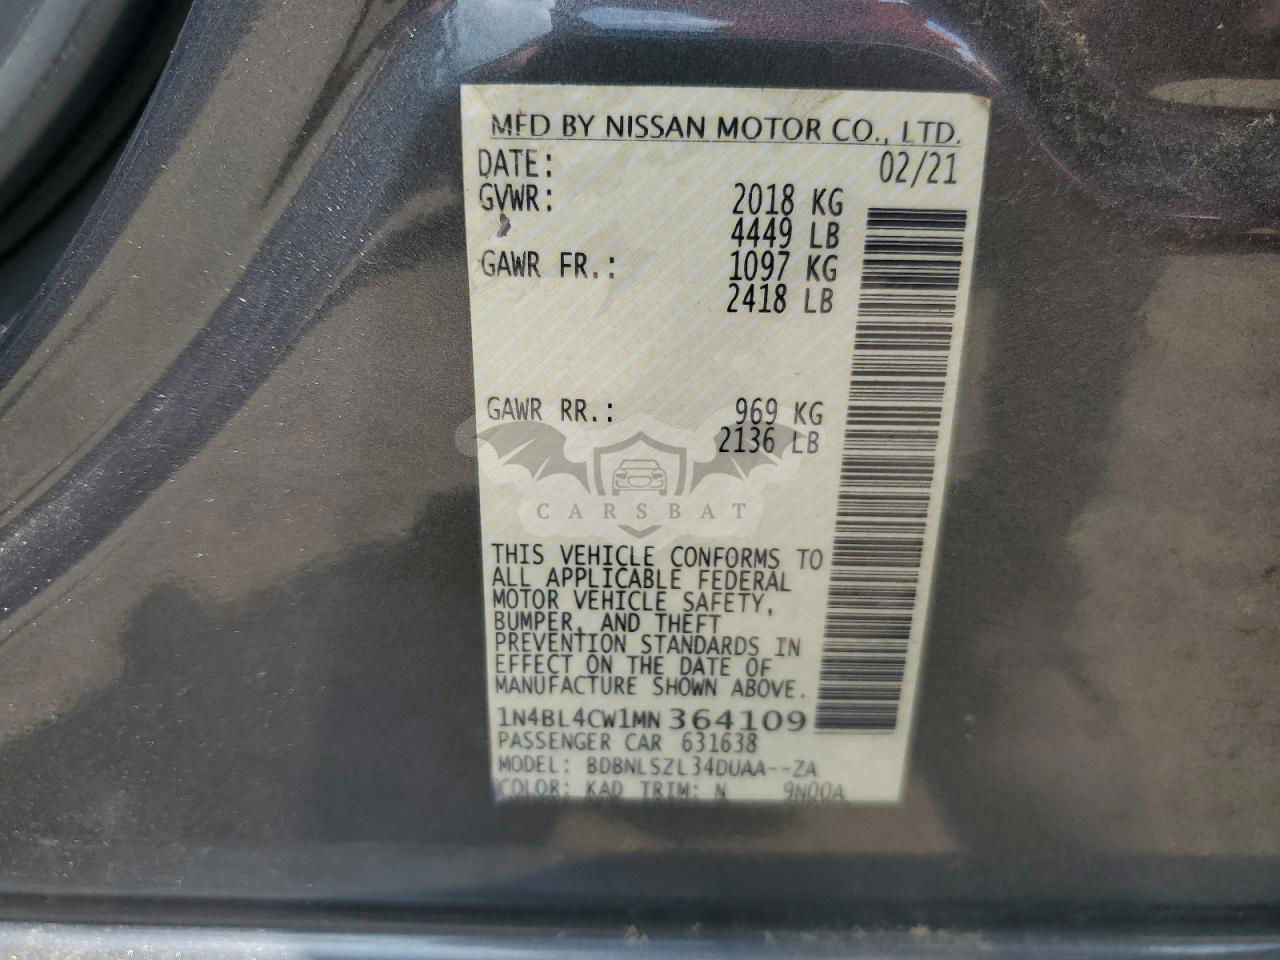 MFD BY NISSAN MOTOR CO., LTD.
DATE: 02/21
GVWR: 2018 KG
4449 LB
GAWR FR.: 1097 KG
2418 LB
GAWR RR.: 969 KG
2136 LB
CARSBAT
THIS VEHICLE CONFORMS TO
ALL APPLICABLE FEDERAL
MOTOR VEHICLE SAFETY,
BUMPER, AND THEFT
PREVENTION STANDARDS IN
EFFECT ON THE DATE OF
MANUFACTURE SHOWN ABOVE.
1N4BL4CW1MN364109
PASSENGER CAR 631638
MODEL: BDBNLSZL34DUAA--ZA
COLOR: KAD TRIM: N 9N00A